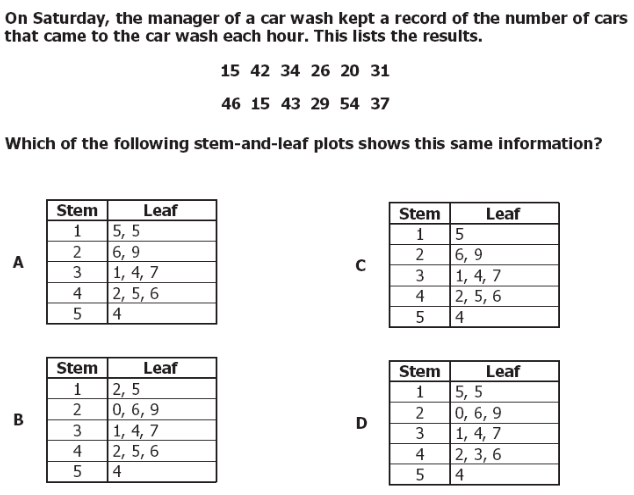 On Saturday, the manager of a car wash kept a record of the number of cars
that came to the car wash each hour. This lists the results.
15 42 34 26 20 31
46 15 43 29 54 37
Which of the following stem-and-leaf plots shows this same information?
A
Stem Leaf
1 5, 5
2 6, 9
3 1, 4, 7
4 2, 5, 6
5 4
B
Stem Leaf
1 2, 5
2 0, 6, 9
3 1, 4, 7
4 2, 5, 6
5 4
C
Stem Leaf
1 5
2 6, 9
3 1, 4, 7
4 2, 5, 6
5 4
D
Stem Leaf
1 5, 5
2 0, 6, 9
3 1, 4, 7
4 2, 3, 6
5 4